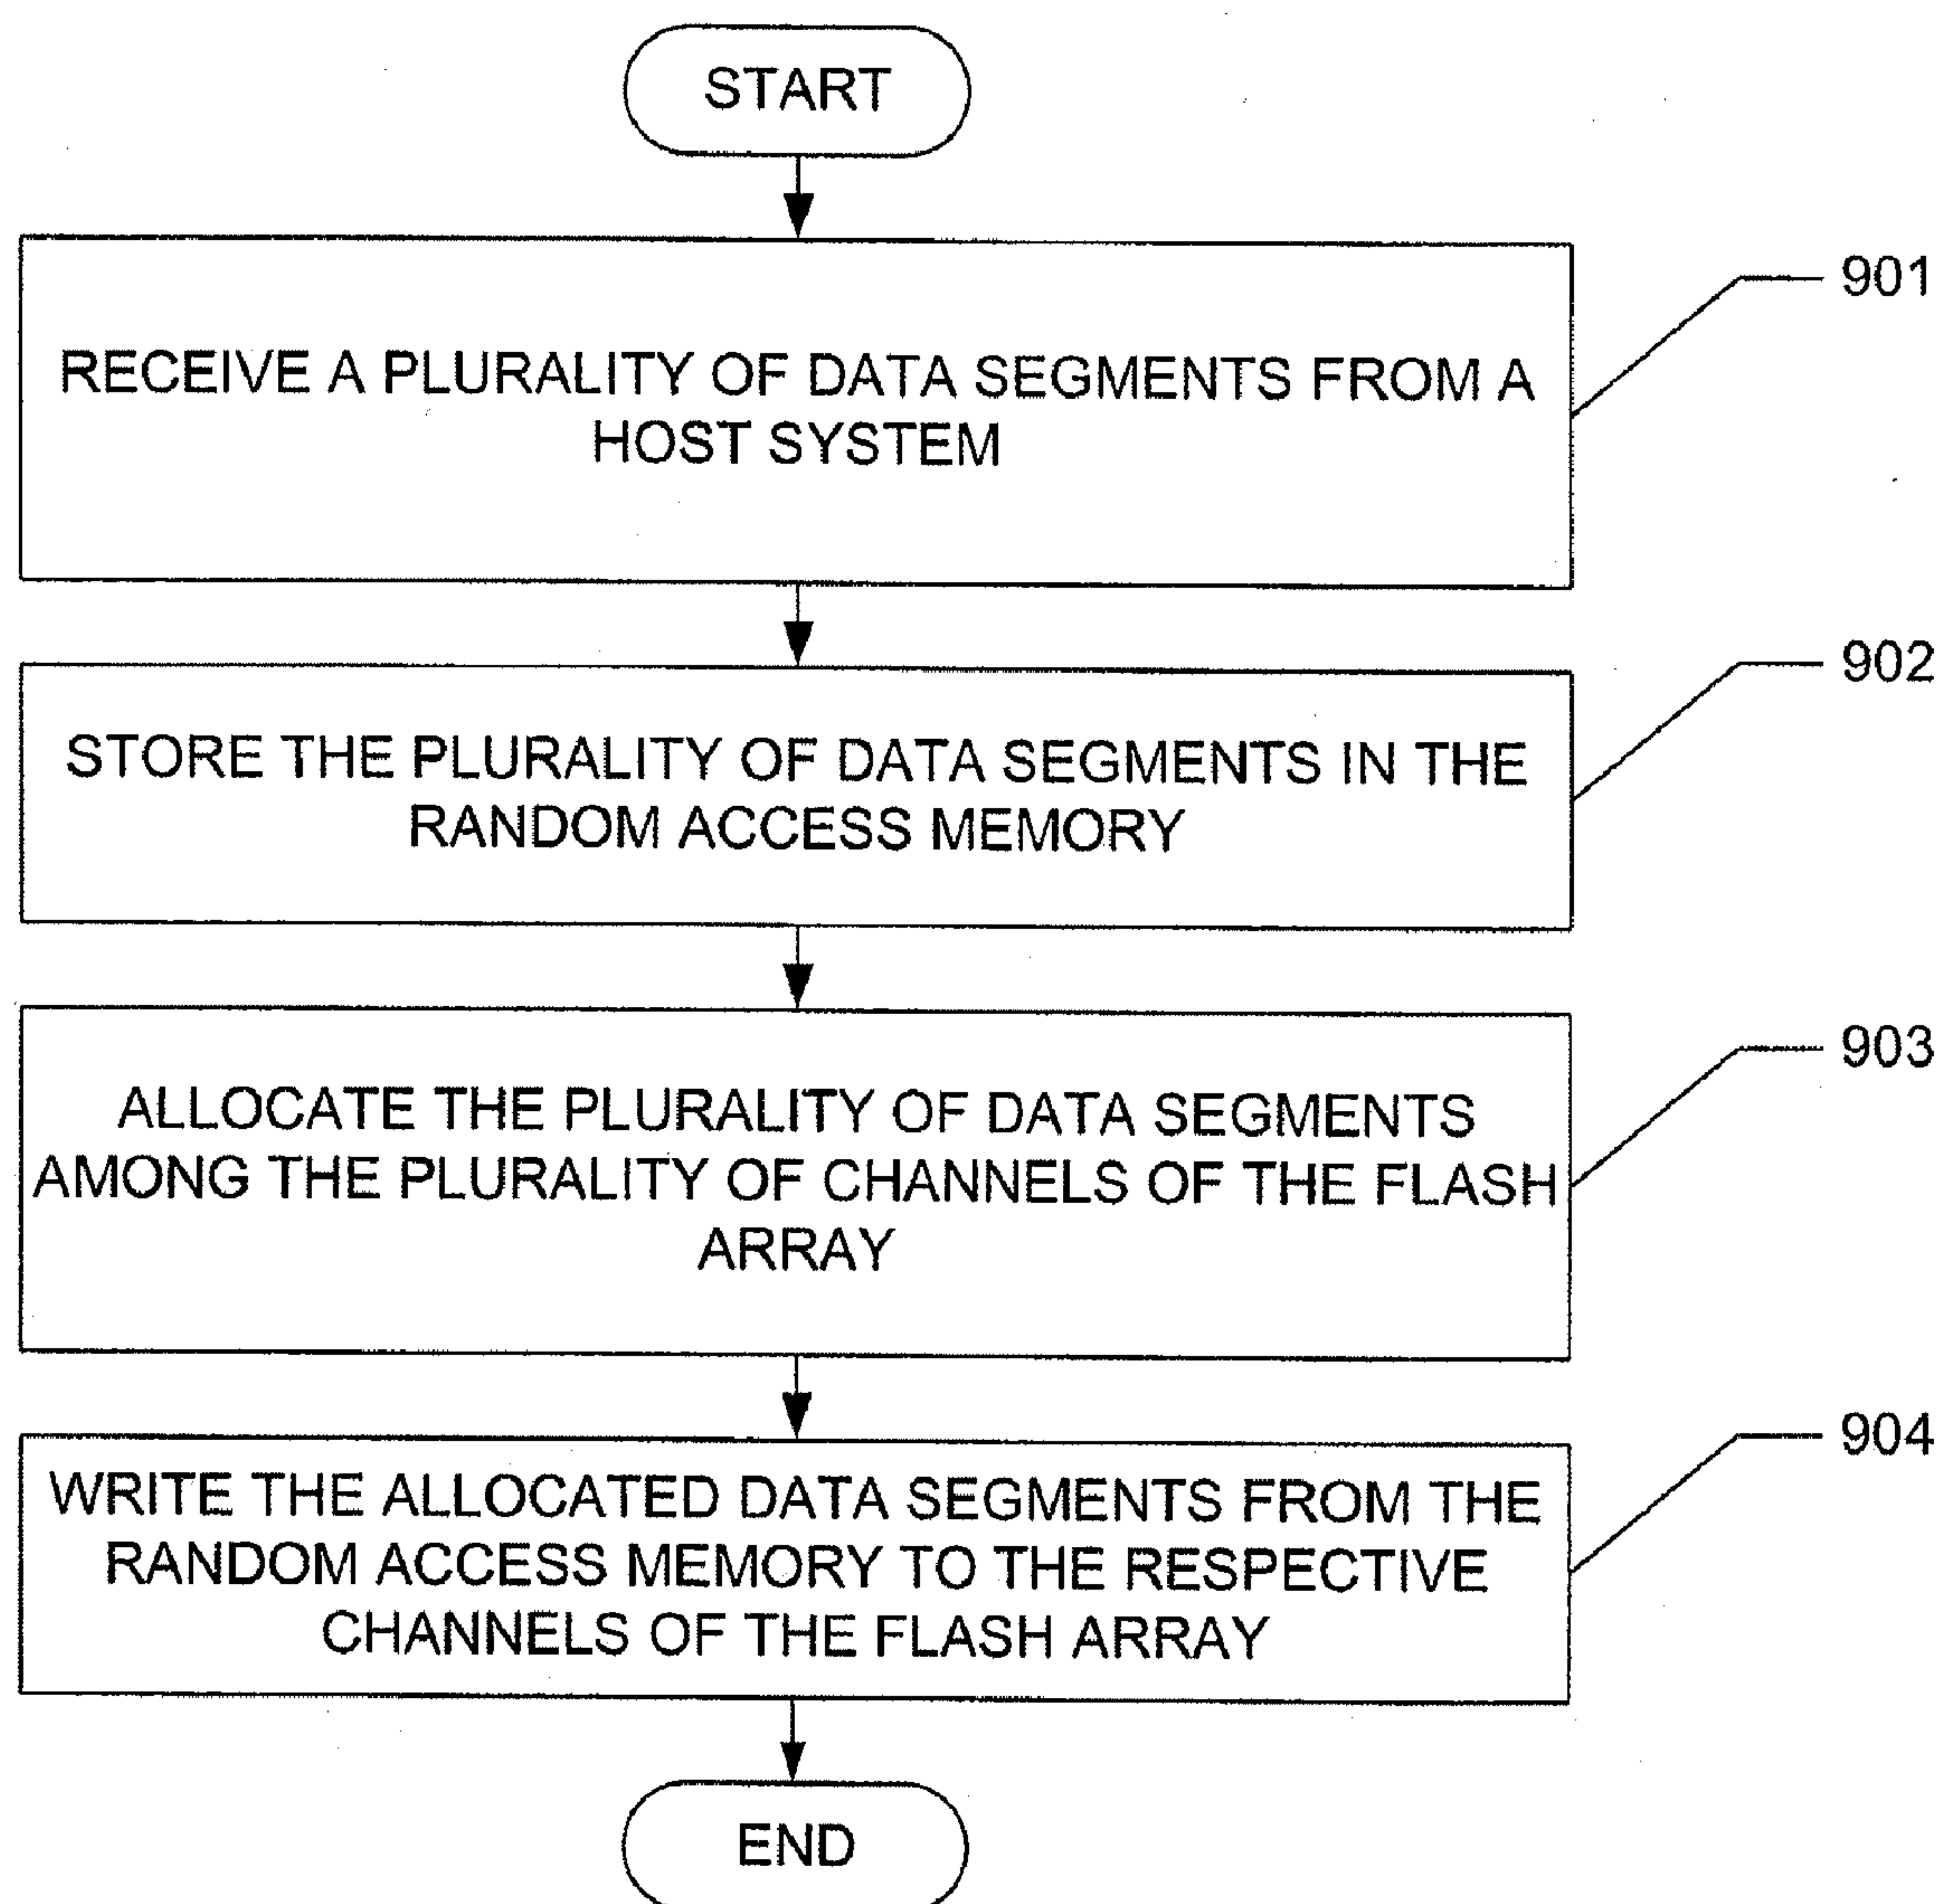 START
RECEIVE A PLURALITY OF DATA SEGMENTS FROM A
HOST SYSTEM
901
STORE THE PLURALITY OF DATA SEGMENTS IN THE
RANDOM ACCESS MEMORY
902
ALLOCATE THE PLURALITY OF DATA SEGMENTS
AMONG THE PLURALITY OF CHANNELS OF THE FLASH
ARRAY
903
WRITE THE ALLOCATED DATA SEGMENTS FROM THE
RANDOM ACCESS MEMORY TO THE RESPECTIVE
CHANNELS OF THE FLASH ARRAY
904
END